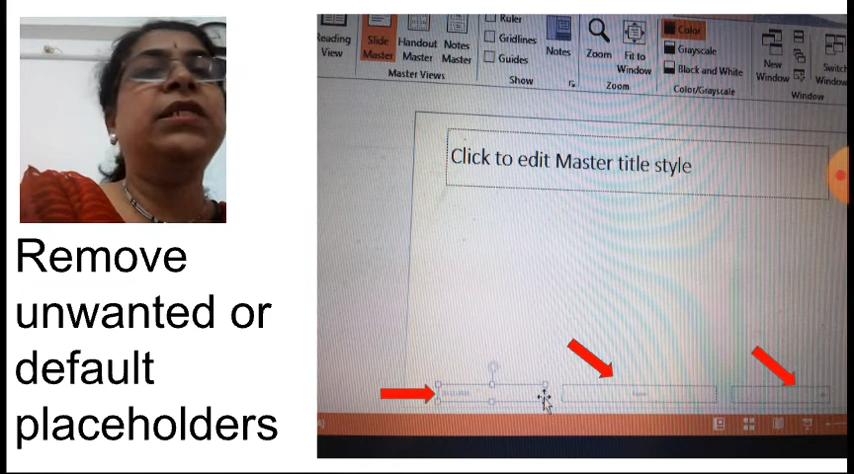 Remove
unwanted or
default
placeholders
Reading
View
Slide
Master
Handout
Master
Notes
Master
Master Views
Ruler
Gridlines
Guides
Show
Notes
Zoom
Fit to
Window
Zoom
Color
Grayscale
Black and White
Color/Grayscale
New
Window
Switch
Window
Window
Click to edit Master title style